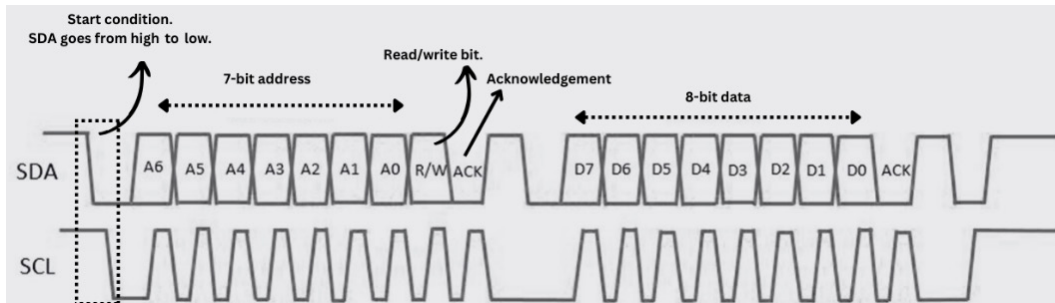 Start condition.
SDA goes from high to low.
Read/write bit.
7-bit address
Acknowledgement
8-bit data
SDA A6 A5 A4 A3 A2 A1 A0 R/W ACK D7 D6 D5 D4 D3 D2 D1 D0 ACK
SCL